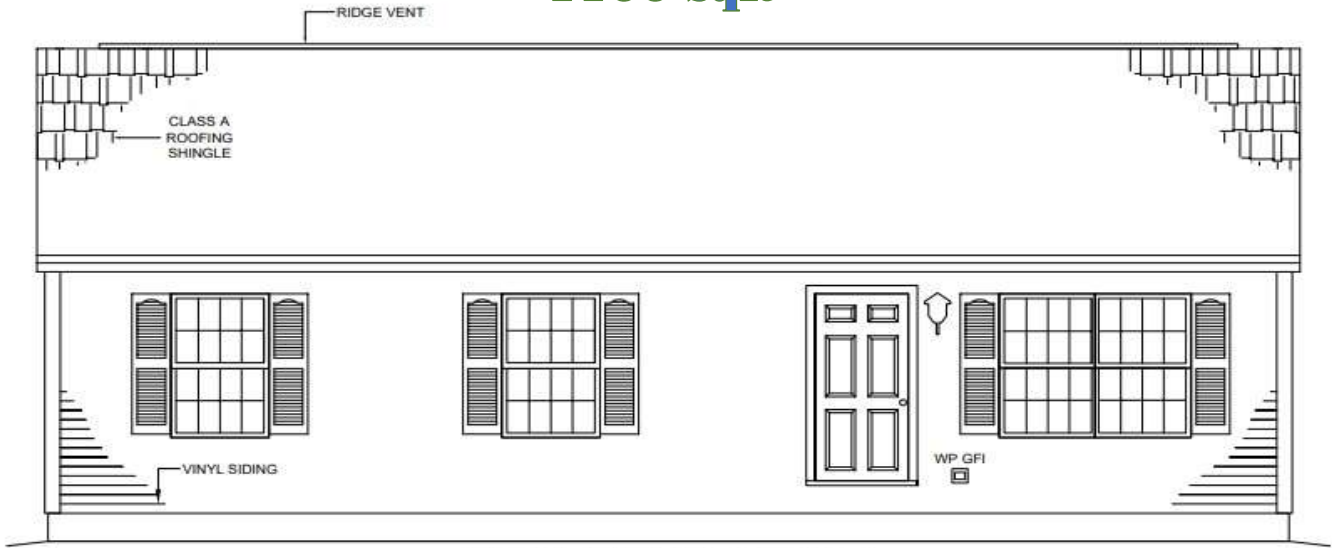 RIDGE VENT
CLASS A
ROOFING
SHINGLE
VINYL SIDING
WP GFI